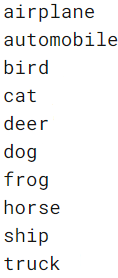 airplane
automobile
bird
cat
deer
dog
frog
horse
ship
truck